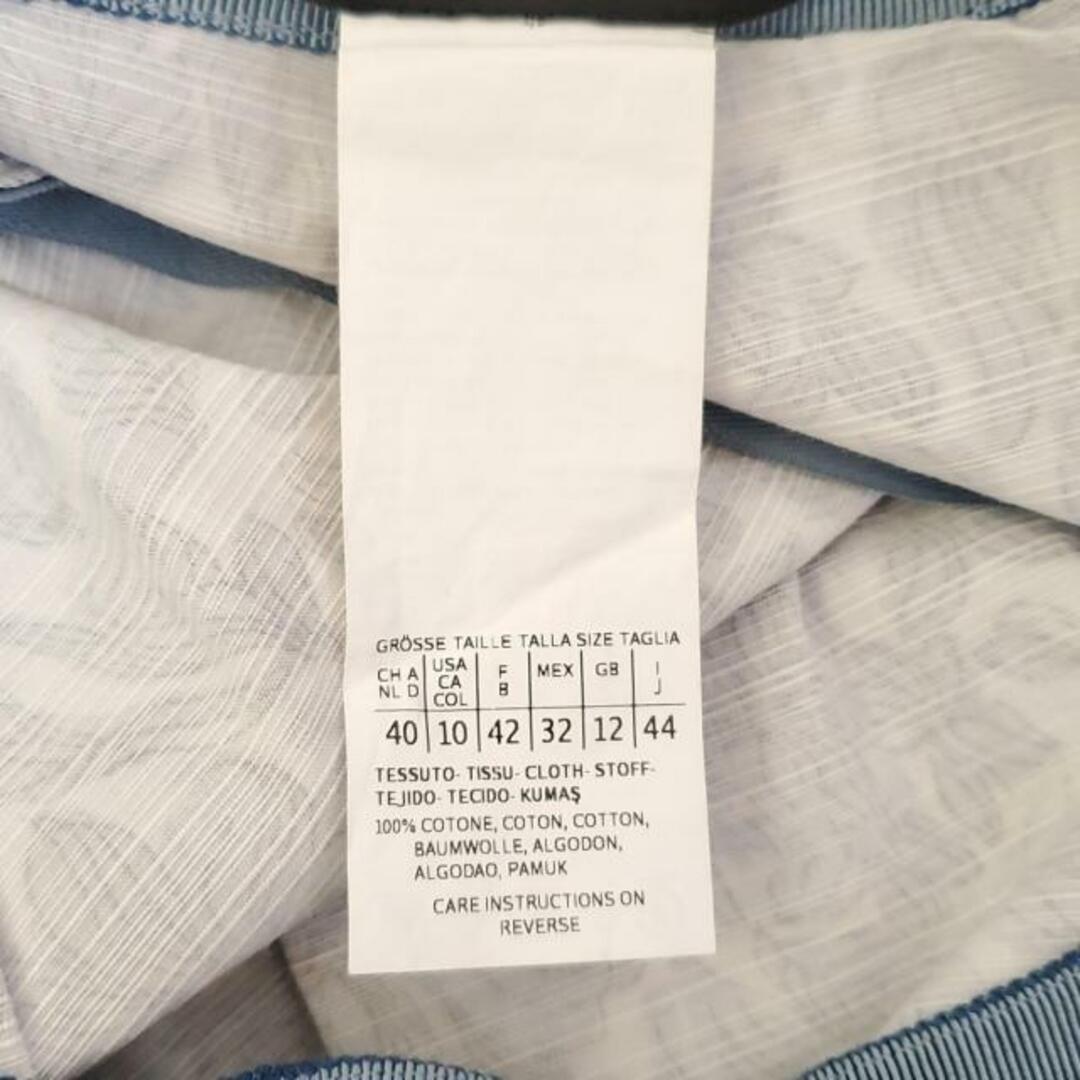 GRÖSSE TAILLE TALLA SIZE TAGLIA
CH A NL D | USA CA COL | F B | MEX | GB | I J
40 | 10 | 42 | 32 | 12 | 44
TESSUTO- TISSU- CLOTH- STOFF-
TEJIDO- TECIDO- KUMAŞ
100% COTONE, COTON, COTTON,
BAUMWOLLE, ALGODON,
ALGODAO, PAMUK
CARE INSTRUCTIONS ON
REVERSE